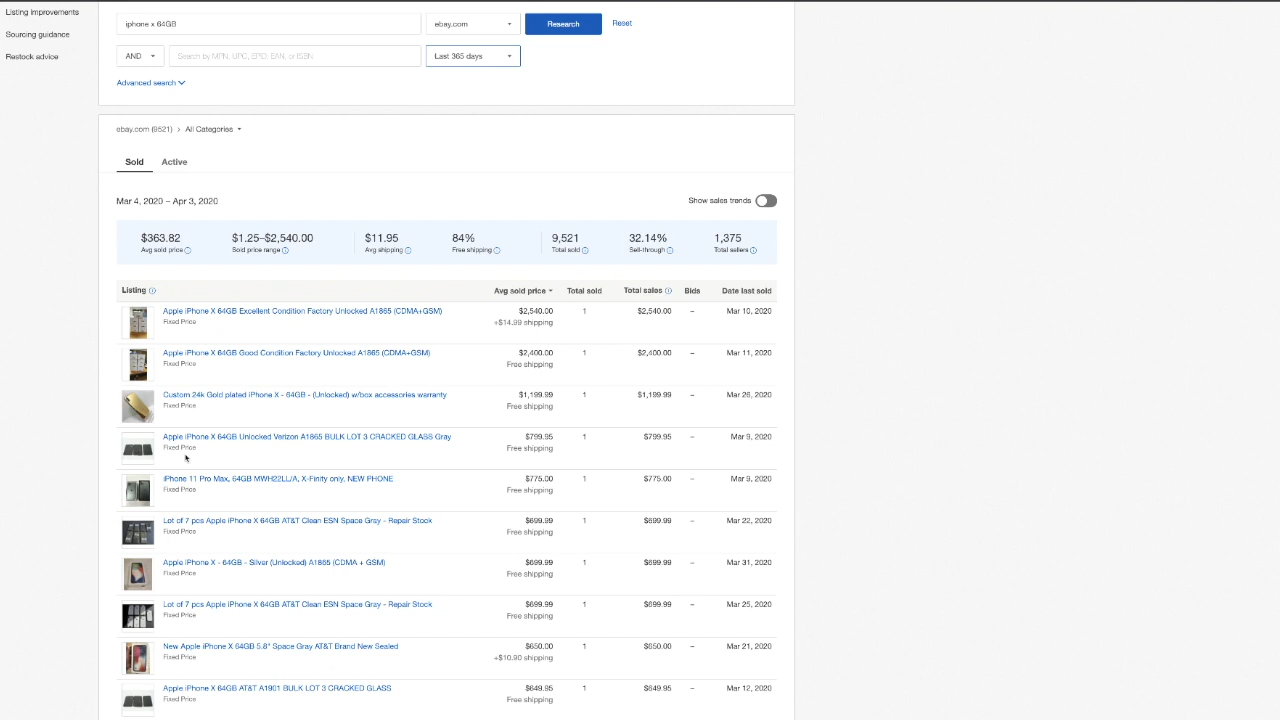 Listing improvements
Sourcing guidance
Restock advice
iphone x 64GB
ebay.com
Research
Reset
AND
Search by MPN, UPC, EPID, EAN, or ISBN
Last 365 days
Advanced search
ebay.com (9521) > All Categories
Sold Active
Mar 4, 2020 – Apr 3, 2020
Show sales trends
$363.82 $1.25–$2,540.00 $11.95 84% 9,521 32.14% 1,375
Avg sold price Sold price range Avg shipping Free shipping Total sold Sell-through Total sellers
Listing Avg sold price Total sold Total sales Bids Date last sold
Apple iPhone X 64GB Excellent Condition Factory Unlocked A1865 (CDMA+GSM) $2,540.00 1 $2,540.00 – Mar 10, 2020
Fixed Price +$14.99 shipping
Apple iPhone X 64GB Good Condition Factory Unlocked A1865 (CDMA+GSM) $2,400.00 1 $2,400.00 – Mar 11, 2020
Fixed Price Free shipping
Custom 24k Gold plated iPhone X - 64GB - (Unlocked) w/box accessories warranty $1,199.99 1 $1,199.99 – Mar 26, 2020
Fixed Price Free shipping
Apple iPhone X 64GB Unlocked Verizon A1865 BULK LOT 3 CRACKED GLASS Gray $799.95 1 $799.95 – Mar 9, 2020
Fixed Price Free shipping
iPhone 11 Pro Max, 64GB MWH22LL/A, X-Finity only, NEW PHONE $775.00 1 $775.00 – Mar 9, 2020
Fixed Price Free shipping
Lot of 7 pcs Apple iPhone X 64GB AT&T Clean ESN Space Gray - Repair Stock $699.99 1 $699.99 – Mar 22, 2020
Fixed Price Free shipping
Apple iPhone X - 64GB - Silver (Unlocked) A1865 (CDMA + GSM) $699.99 1 $699.99 – Mar 31, 2020
Fixed Price Free shipping
Lot of 7 pcs Apple iPhone X 64GB AT&T Clean ESN Space Gray - Repair Stock $699.99 1 $699.99 – Mar 25, 2020
Fixed Price Free shipping
New Apple iPhone X 64GB 5.8" Space Gray AT&T Brand New Sealed $650.00 1 $650.00 – Mar 21, 2020
Fixed Price +$10.90 shipping
Apple iPhone X 64GB AT&T A1901 BULK LOT 3 CRACKED GLASS $649.95 1 $649.95 – Mar 12, 2020
Fixed Price Free shipping